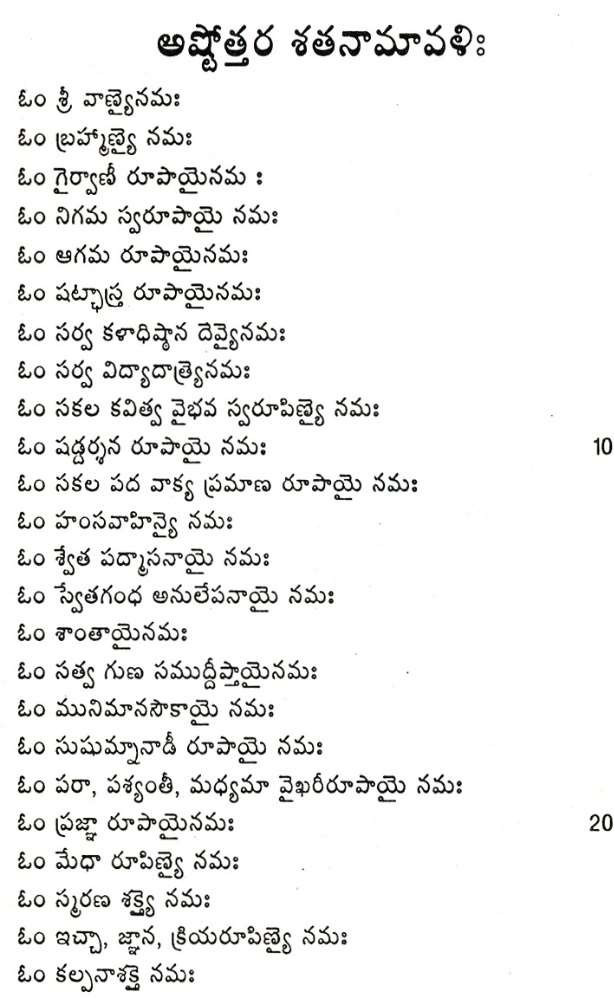 అష్టోత్తర శతనామావళిః
ఓం శ్రీ వాణ్యైనమః
ఓం బ్రహ్మాణ్యై నమః
ఓం గైర్వాణీ రూపాయైనమ :
ఓం నిగమ స్వరూపాయై నమః
ఓం ఆగమ రూపాయైనమః
ఓం షట్ఛాస్త్ర రూపాయైనమః
ఓం సర్వ కళాధిష్ఠాన దేవ్యైనమః
ఓం సర్వ విద్యాదాత్ర్యైనమః
ఓం సకల కవిత్వ వైభవ స్వరూపిణ్యై నమః
ఓం షడ్దర్శన రూపాయై నమః 10
ఓం సకల పద వాక్య ప్రమాణ రూపాయై నమః
ఓం హంసవాహిన్యై నమః
ఓం శ్వేత పద్మాసనాయై నమః
ఓం స్వేతగంధ అనులేపనాయై నమః
ఓం శాంతాయైనమః
ఓం సత్వ గుణ సముద్దీప్తాయైనమః
ఓం మునిమానసౌకాయై నమః
ఓం సుషుమ్నానాడీ రూపాయై నమః
ఓం పరా, పశ్యంతీ, మధ్యమా వైఖరీరూపాయై నమః
ఓం ప్రజ్ఞా రూపాయైనమః 20
ఓం మేధా రూపిణ్యై నమః
ఓం స్మరణ శక్త్యై నమః
ఓం ఇచ్ఛా, జ్ఞాన, క్రియరూపిణ్యై నమః
ఓం కల్పనాశక్తై నమః